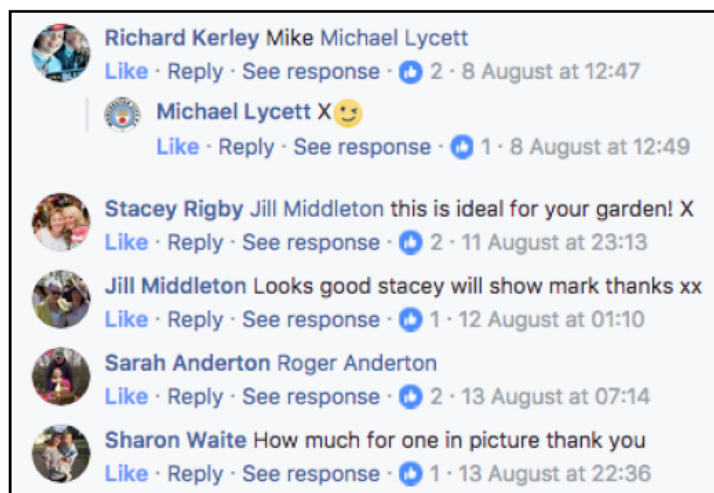 Richard Kerley Mike Michael Lycett
Like · Reply · See response · 2 · 8 August at 12:47
Michael Lycett X😉
Like · Reply · See response · 1 · 8 August at 12:49
Stacey Rigby Jill Middleton this is ideal for your garden! X
Like · Reply · See response · 2 · 11 August at 23:13
Jill Middleton Looks good stacey will show mark thanks xx
Like · Reply · See response · 1 · 12 August at 01:10
Sarah Anderton Roger Anderton
Like · Reply · See response · 2 · 13 August at 07:14
Sharon Waite How much for one in picture thank you
Like · Reply · See response · 1 · 13 August at 22:36